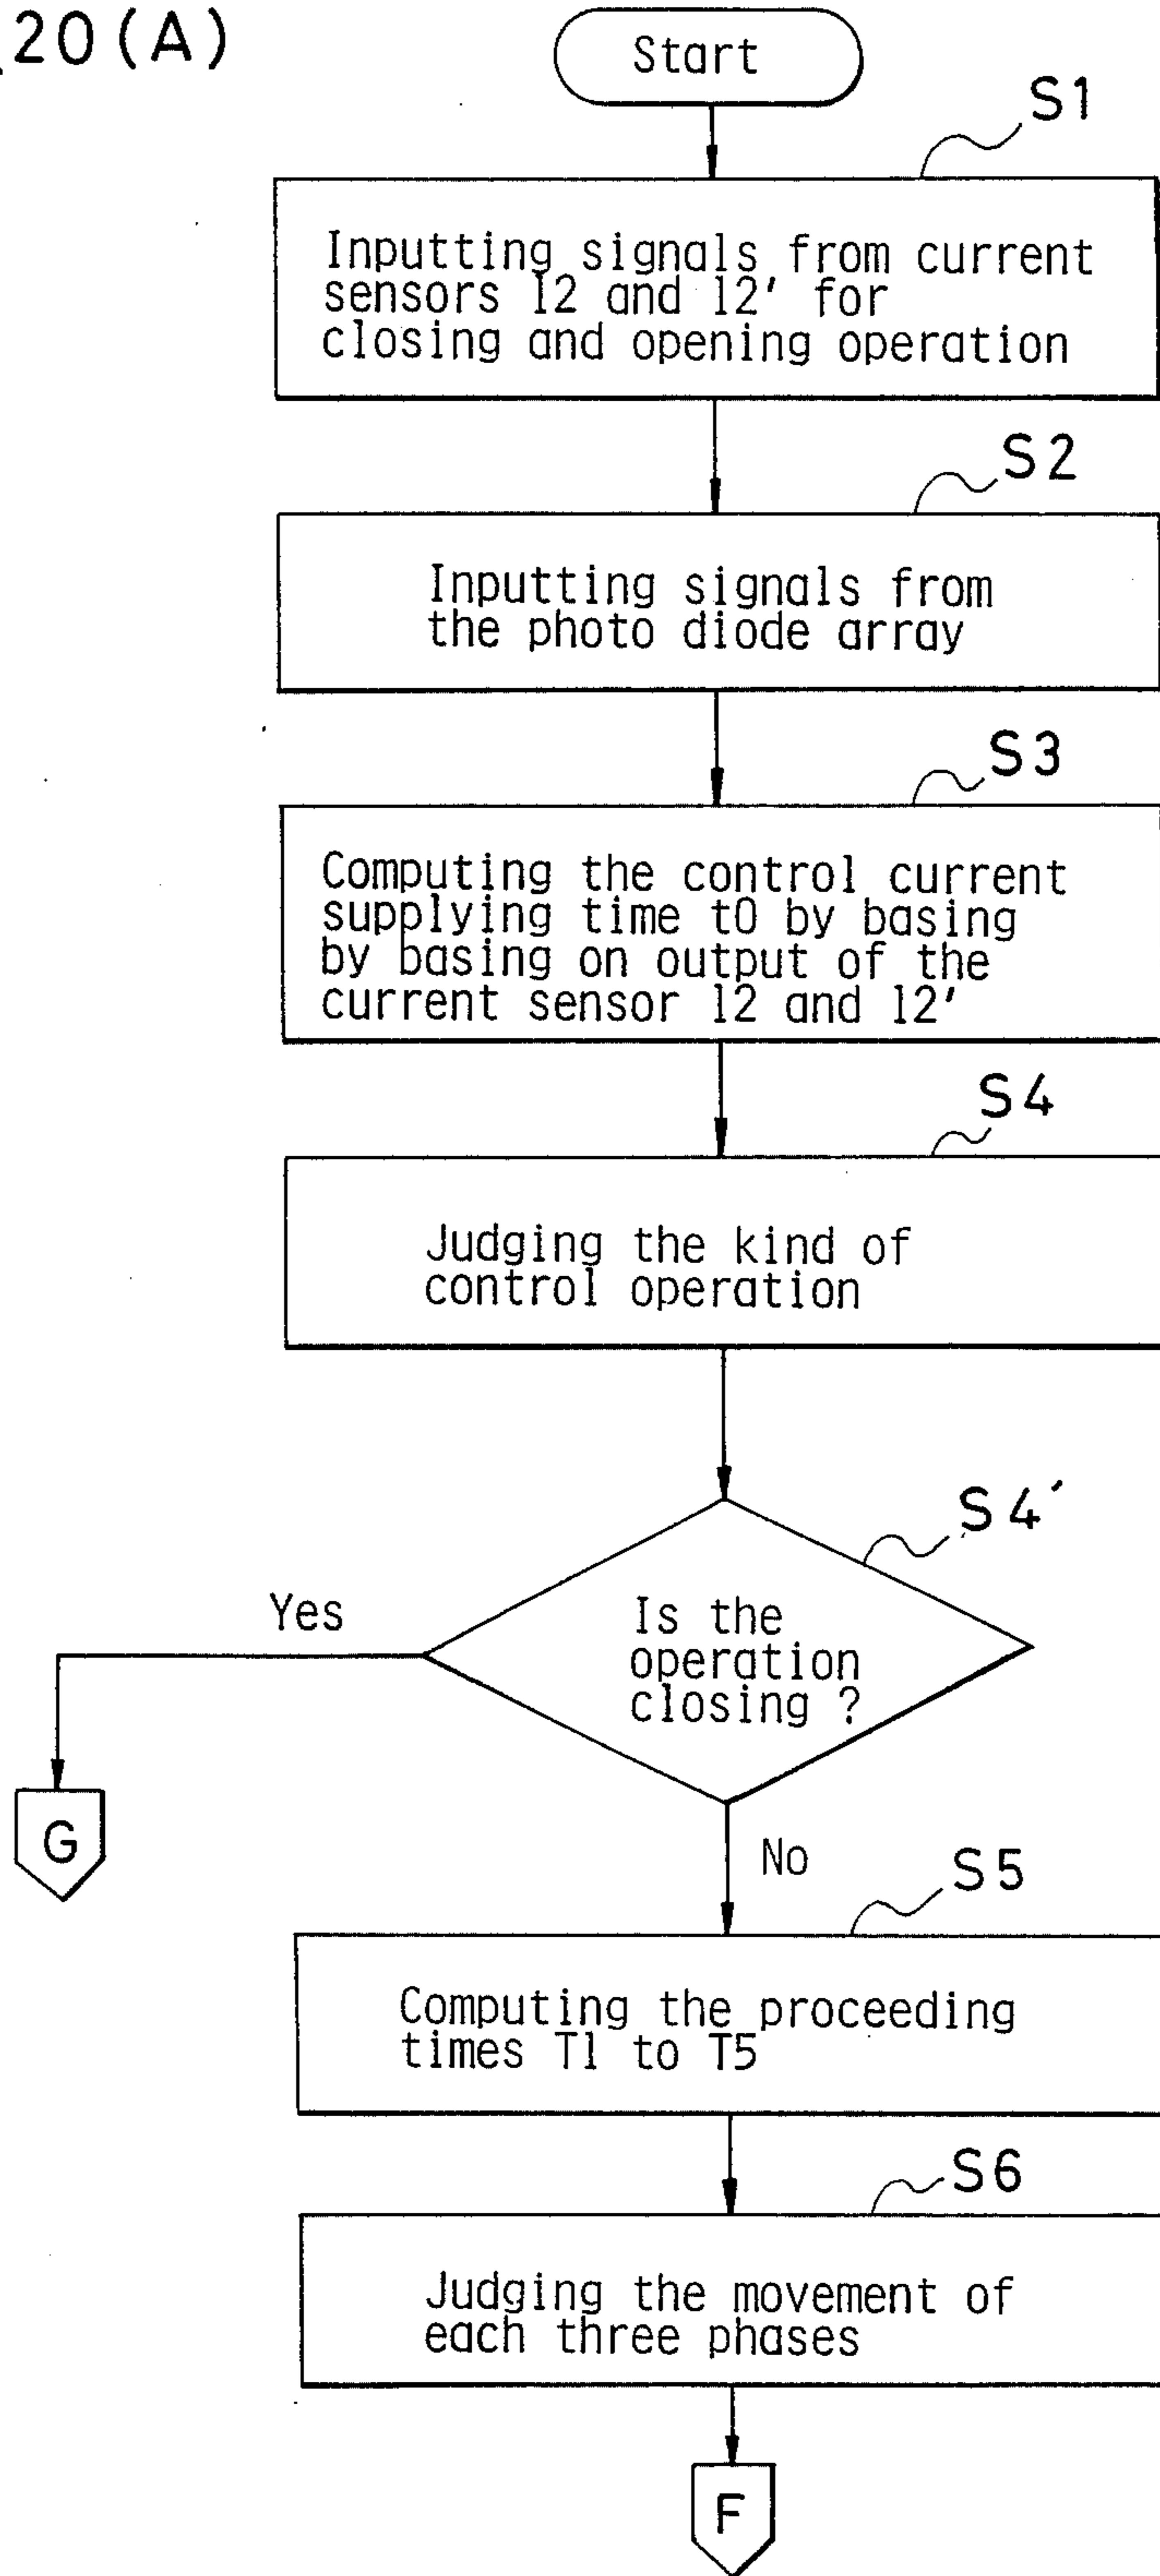 20 (A)
Start
S1
Inputting signals from current
sensors 12 and 12' for
closing and opening operation
S2
Inputting signals from
the photo diode array
S3
Computing the control current
supplying time t0 by basing
by basing on output of the
current sensor 12 and 12'
S4
Judging the kind of
control operation
S4'
Yes
Is the
operation
closing ?
G
No
S5
Computing the proceeding
times T1 to T5
S6
Judging the movement of
each three phases
F